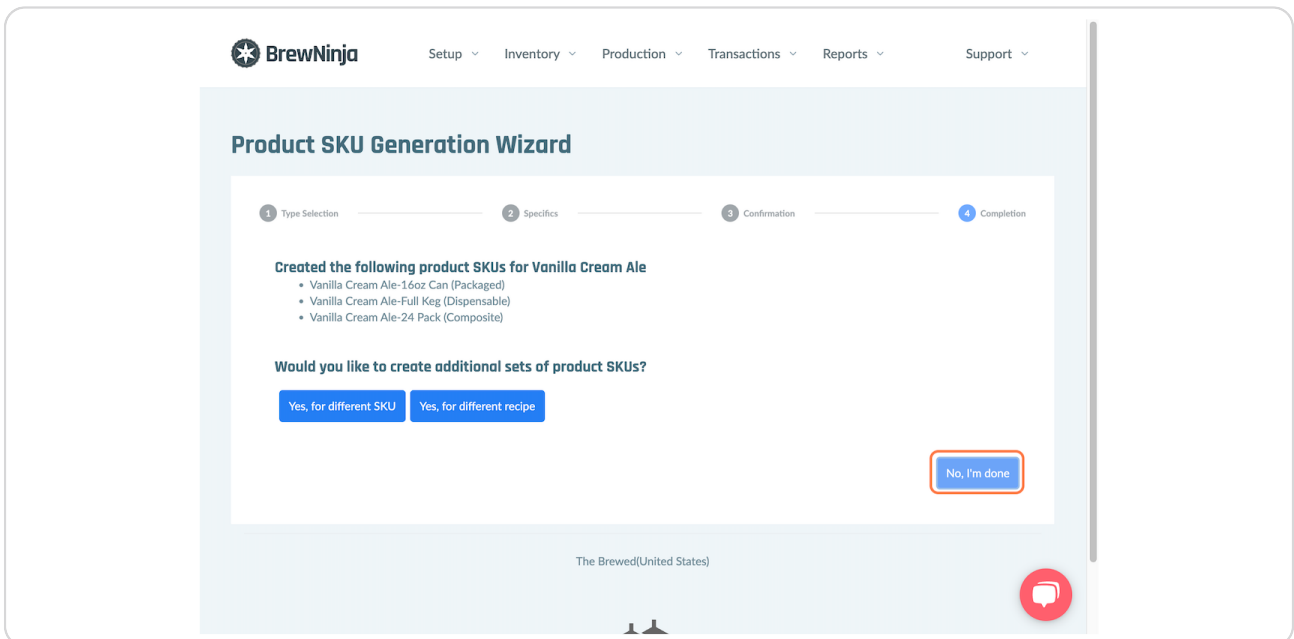 BrewNinja Setup Inventory Production Transactions Reports Support
Product SKU Generation Wizard
1 Type Selection 2 Specifics 3 Confirmation 4 Completion
Created the following product SKUs for Vanilla Cream Ale
• Vanilla Cream Ale-16oz Can (Packaged)
• Vanilla Cream Ale-Full Keg (Dispensable)
• Vanilla Cream Ale-24 Pack (Composite)
Would you like to create additional sets of product SKUs?
Yes, for different SKU Yes, for different recipe
No, I'm done
The Brewed(United States)